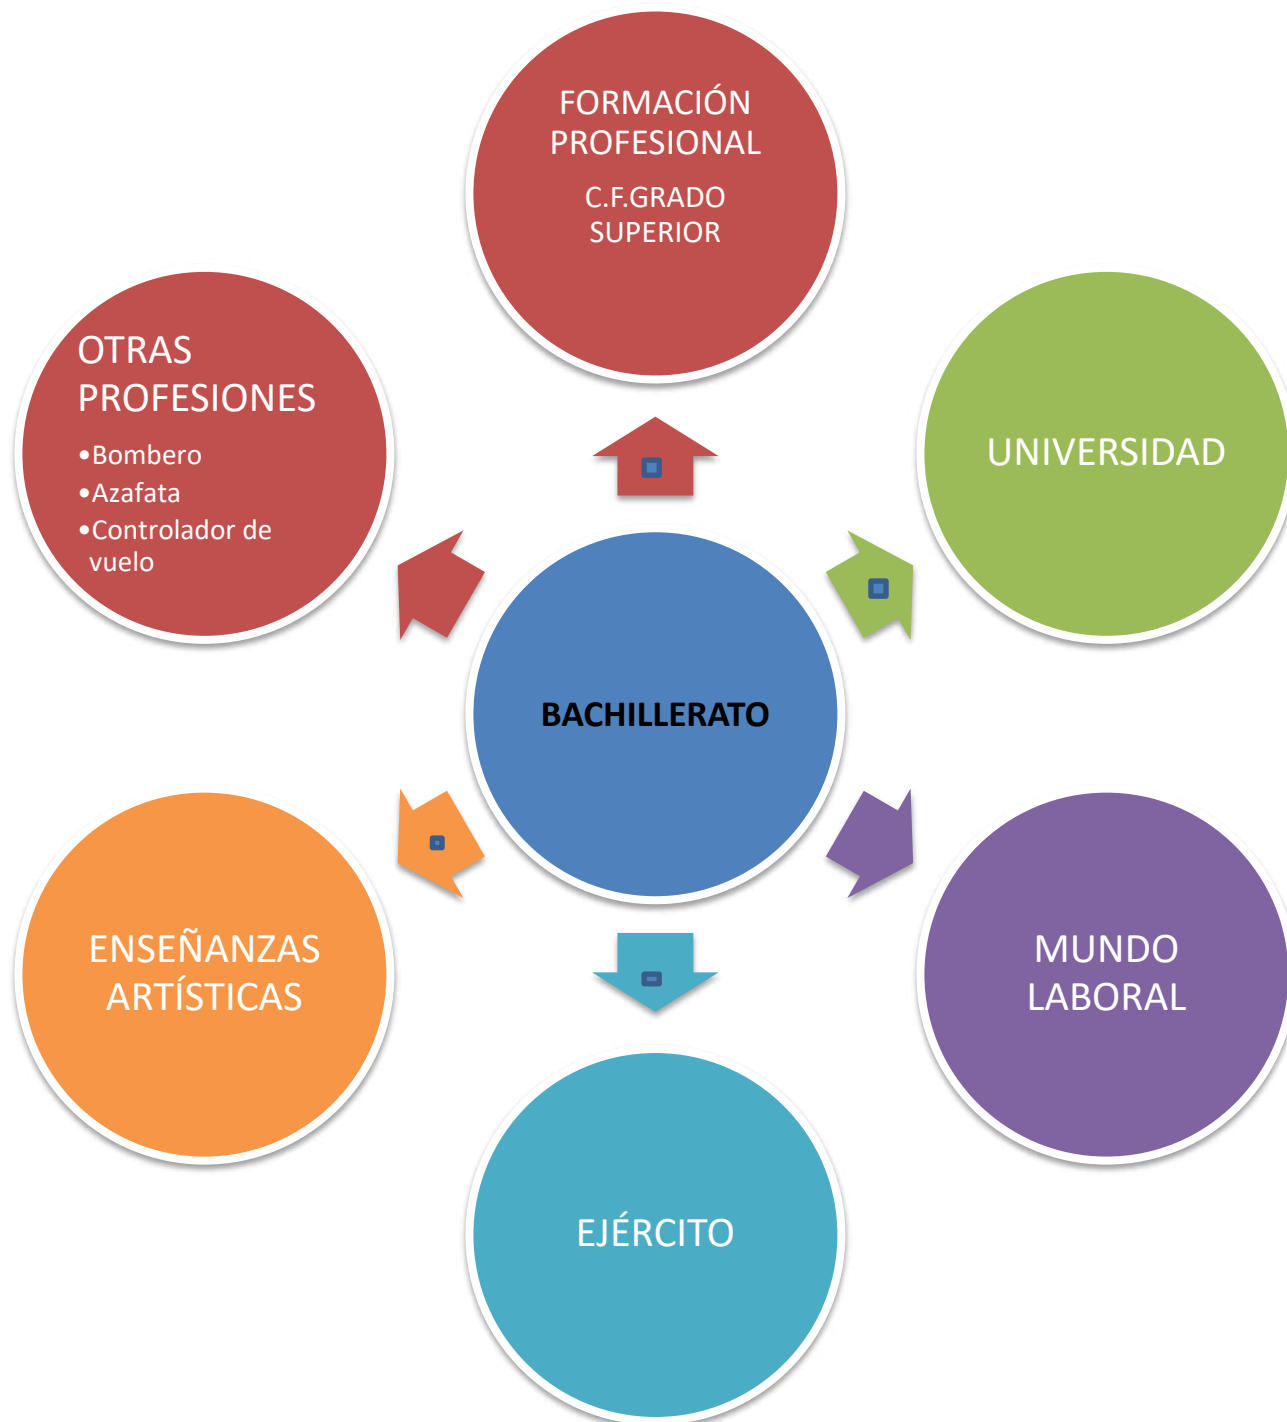 FORMACIÓN
PROFESIONAL
C.F.GRADO
SUPERIOR
OTRAS
PROFESIONES
•Bombero
•Azafata
•Controlador de
vuelo
UNIVERSIDAD
BACHILLERATO
ENSEÑANZAS
ARTÍSTICAS
MUNDO
LABORAL
EJÉRCITO